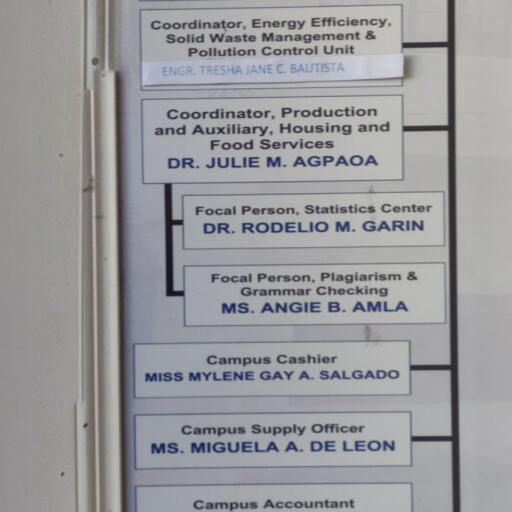 Coordinator, Energy Efficiency,
Solid Waste Management &
Pollution Control Unit
ENGR. TRESHA JANE C. BAUTISTA
Coordinator, Production
and Auxiliary, Housing and
Food Services
DR. JULIE M. AGPAOA
Focal Person, Statistics Center
DR. RODELIO M. GARIN
Focal Person, Plagiarism &
Grammar Checking
MS. ANGIE B. AMLA
Campus Cashier
MISS MYLENE GAY A. SALGADO
Campus Supply Officer
MS. MIGUELA A. DE LEON
Campus Accountant